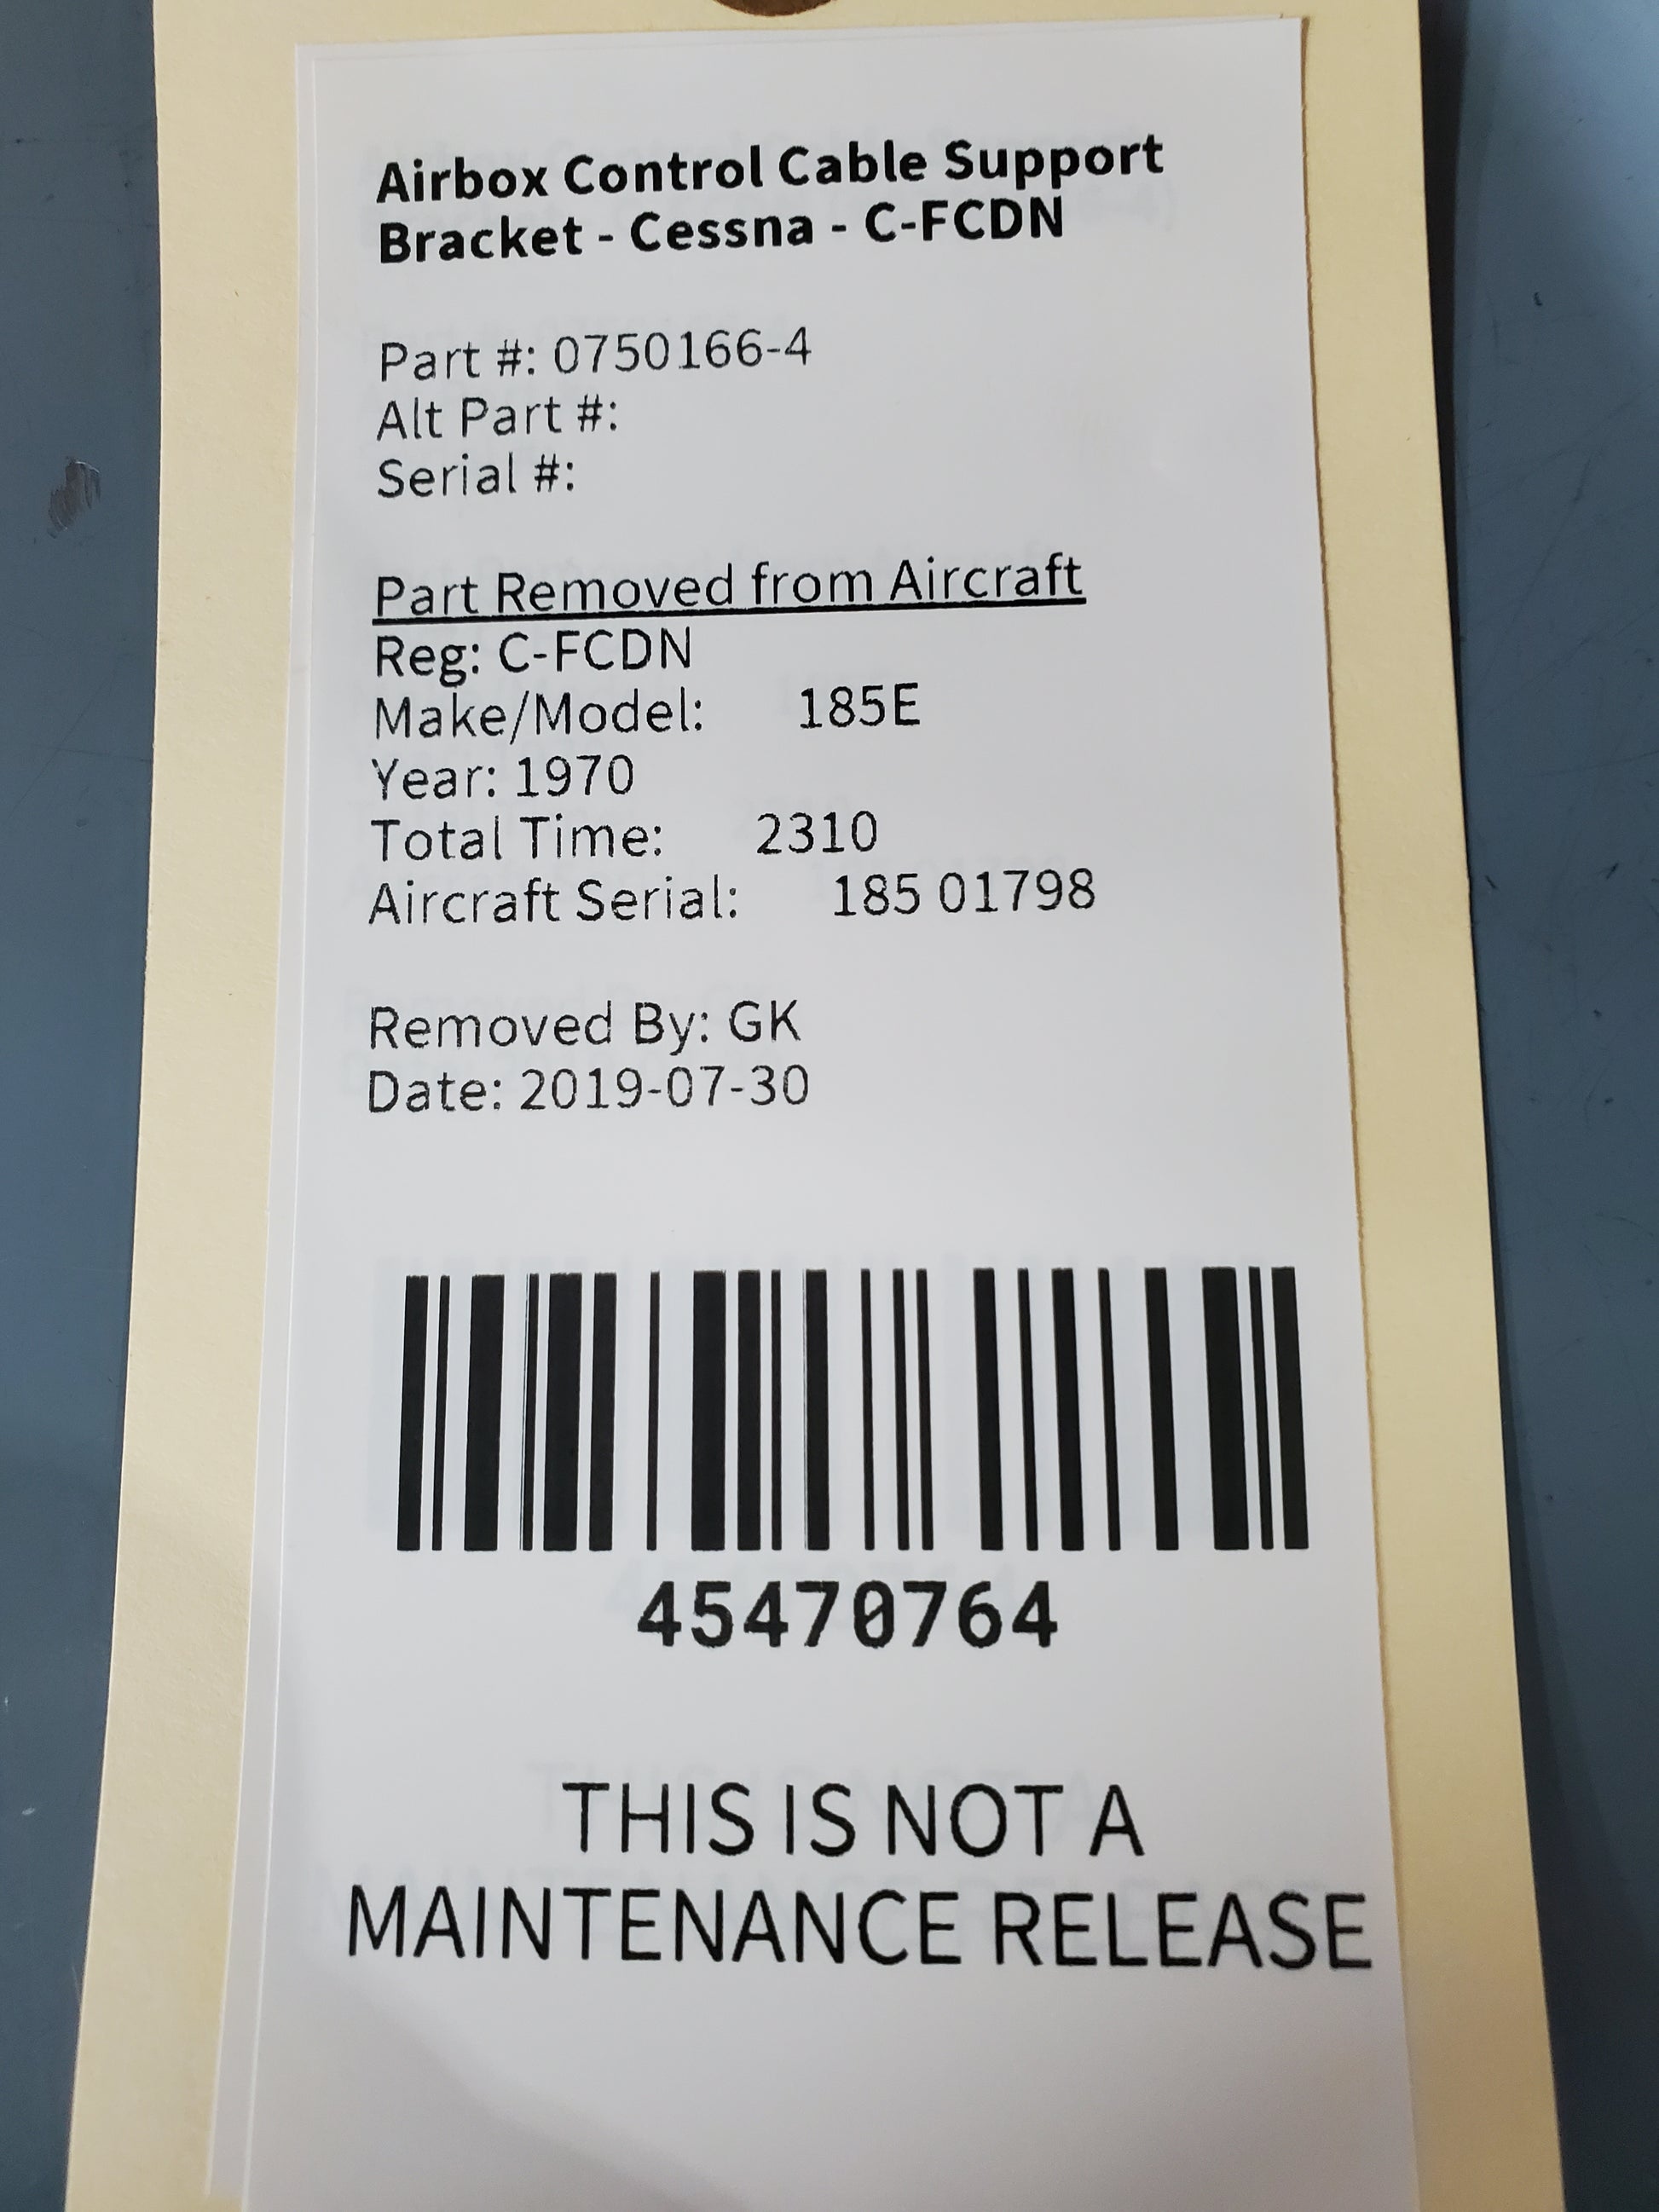 Airbox Control Cable Support
Bracket - Cessna - C-FCDN
Part #: 0750166-4
Alt Part #:
Serial #:
Part Removed from Aircraft
Reg: C-FCDN
Make/Model: 185E
Year: 1970
Total Time: 2310
Aircraft Serial: 185 01798
Removed By: GK
Date: 2019-07-30
45470764
THIS IS NOT A
MAINTENANCE RELEASE